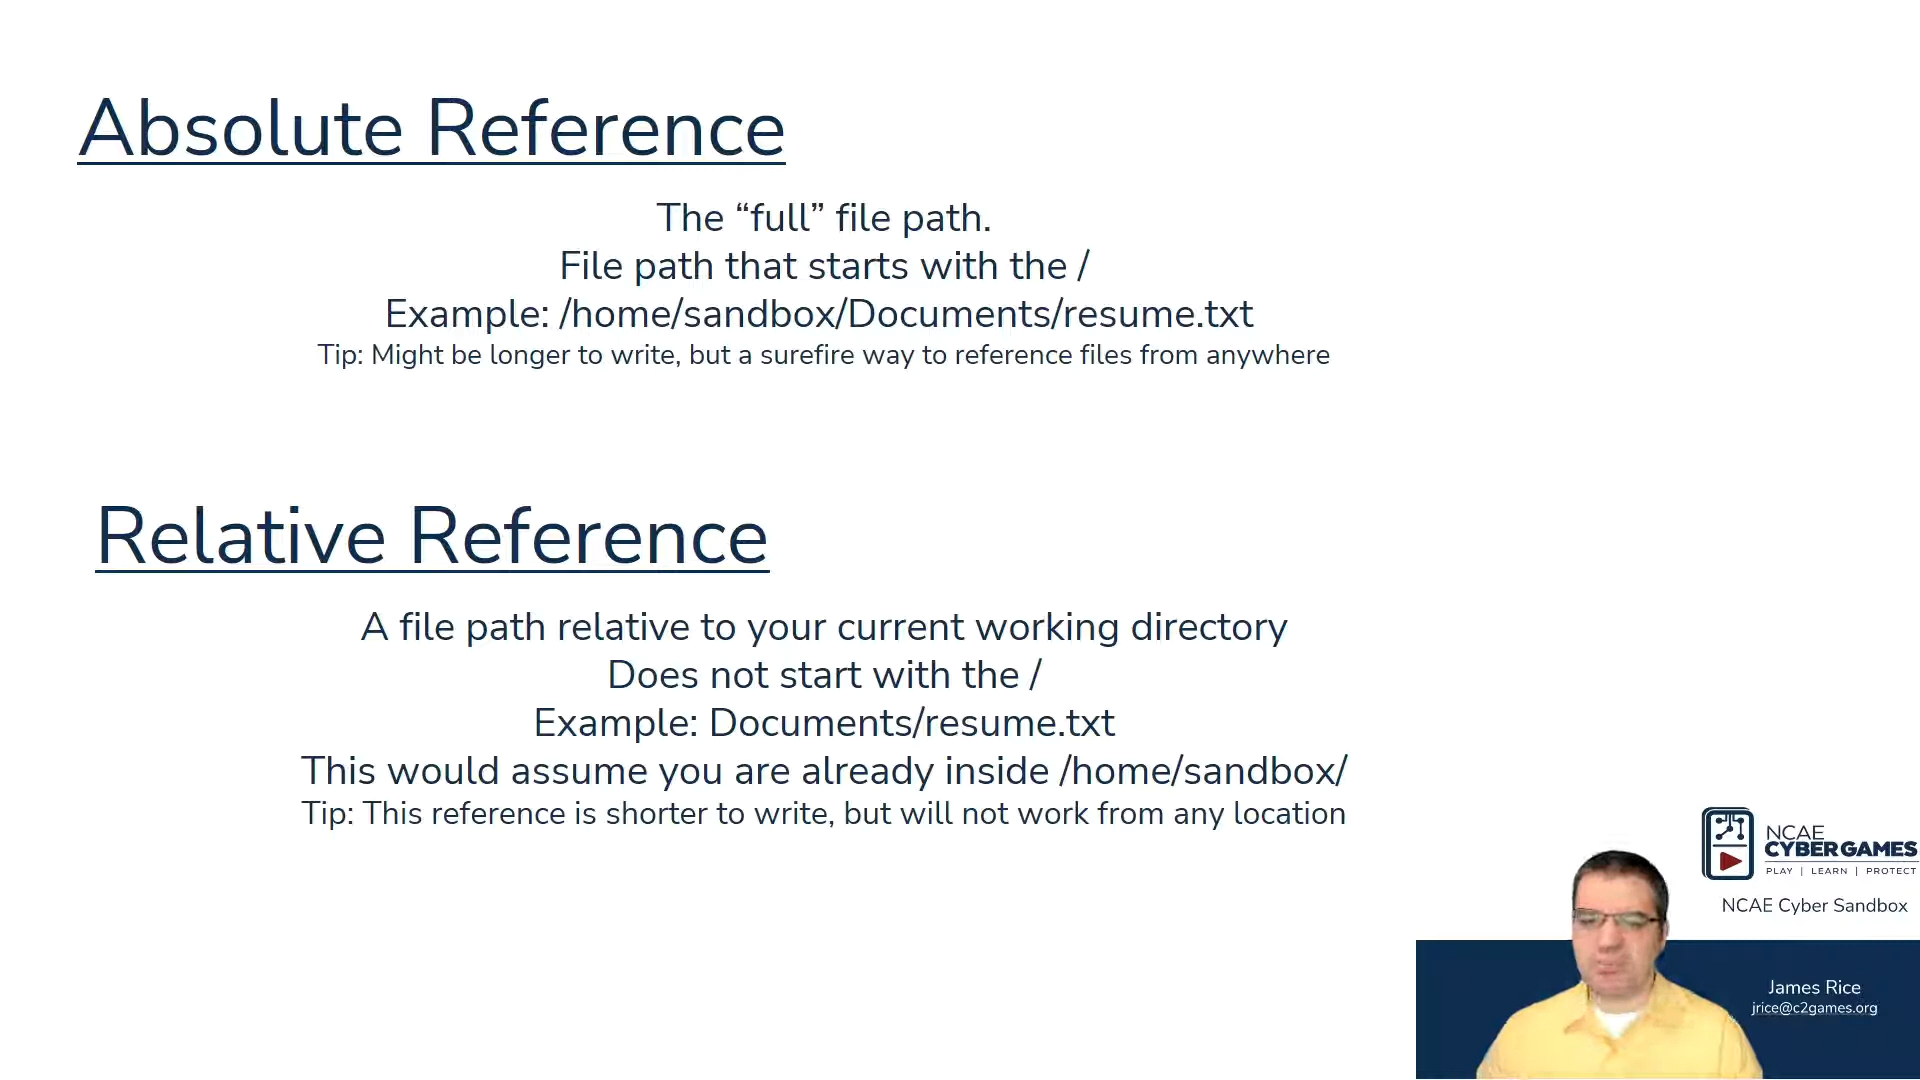 Absolute Reference
The “full” file path.
File path that starts with the /
Example: /home/sandbox/Documents/resume.txt
Tip: Might be longer to write, but a surefire way to reference files from anywhere
Relative Reference
A file path relative to your current working directory
Does not start with the /
Example: Documents/resume.txt
This would assume you are already inside /home/sandbox/
Tip: This reference is shorter to write, but will not work from any location
NCAE
CYBERGAMES
PLAY | LEARN | PROTECT
NCAE Cyber Sandbox
James Rice
jrice@c2games.org